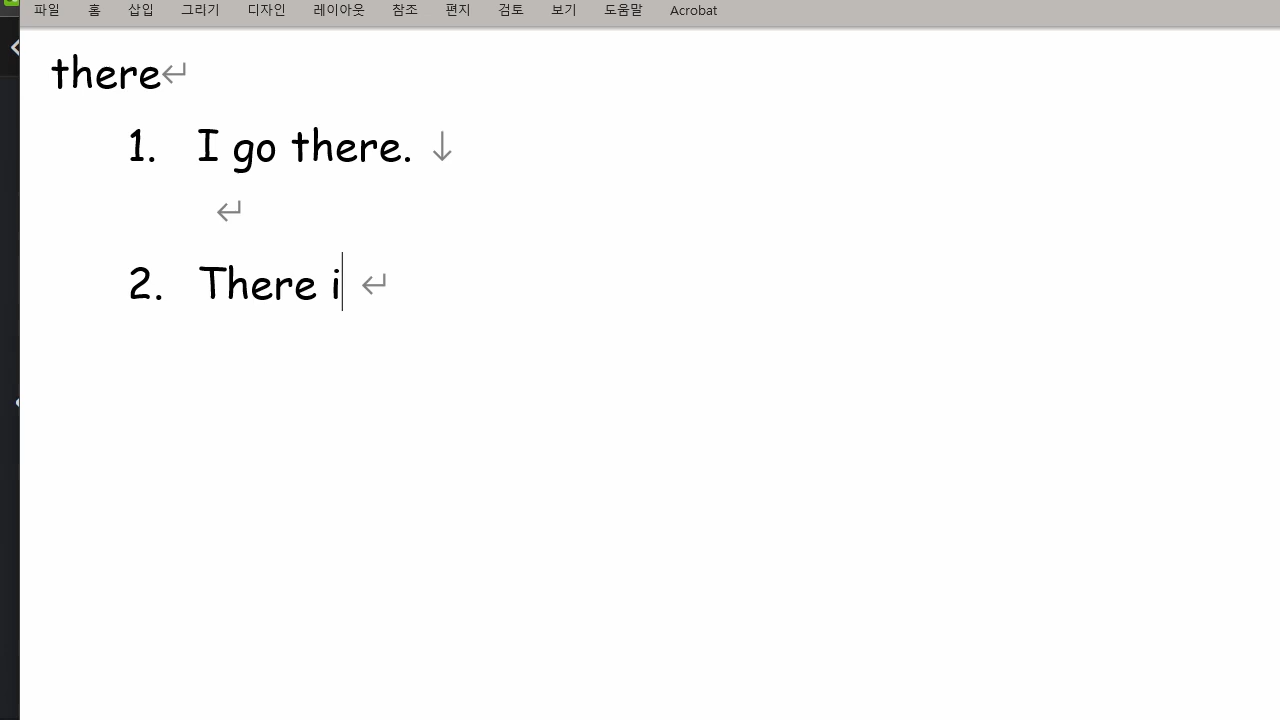 파일 홈 삽입 그리기 디자인 레이아웃 참조 편지 검토 보기 도움말 Acrobat
there
1. I go there.
2. There i